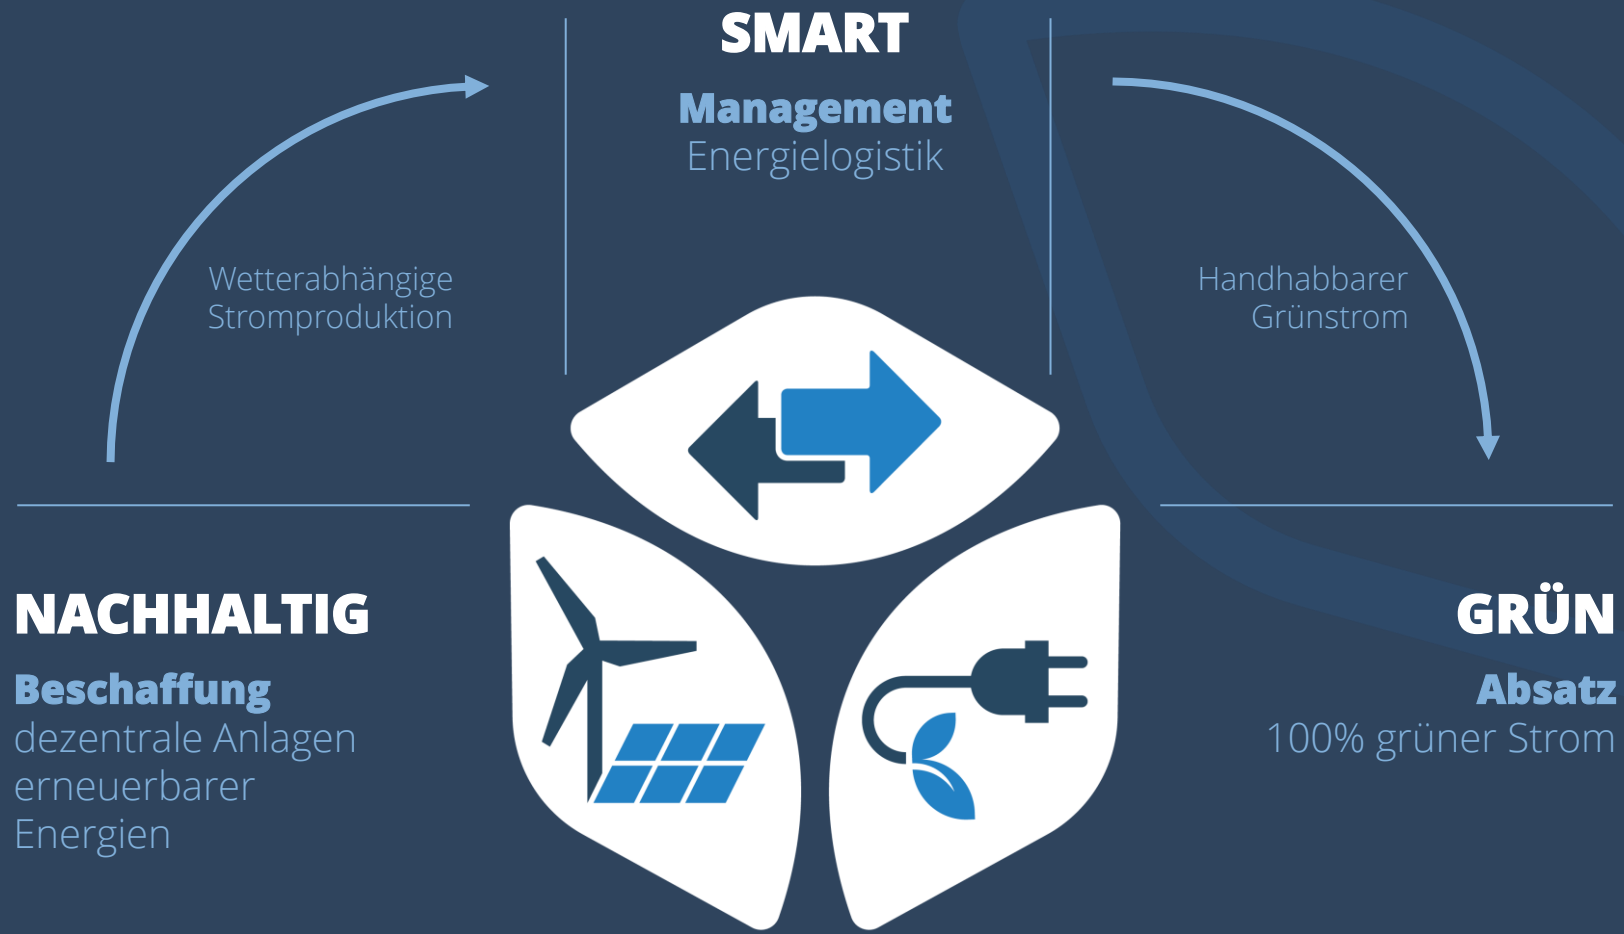 SMART
Management
Energielogistik
Wetterabhängige
Stromproduktion
Handhabbarer
Grünstrom
NACHHALTIG
Beschaffung
dezentrale Anlagen
erneuerbarer
Energien
GRÜN
Absatz
100% grüner Strom